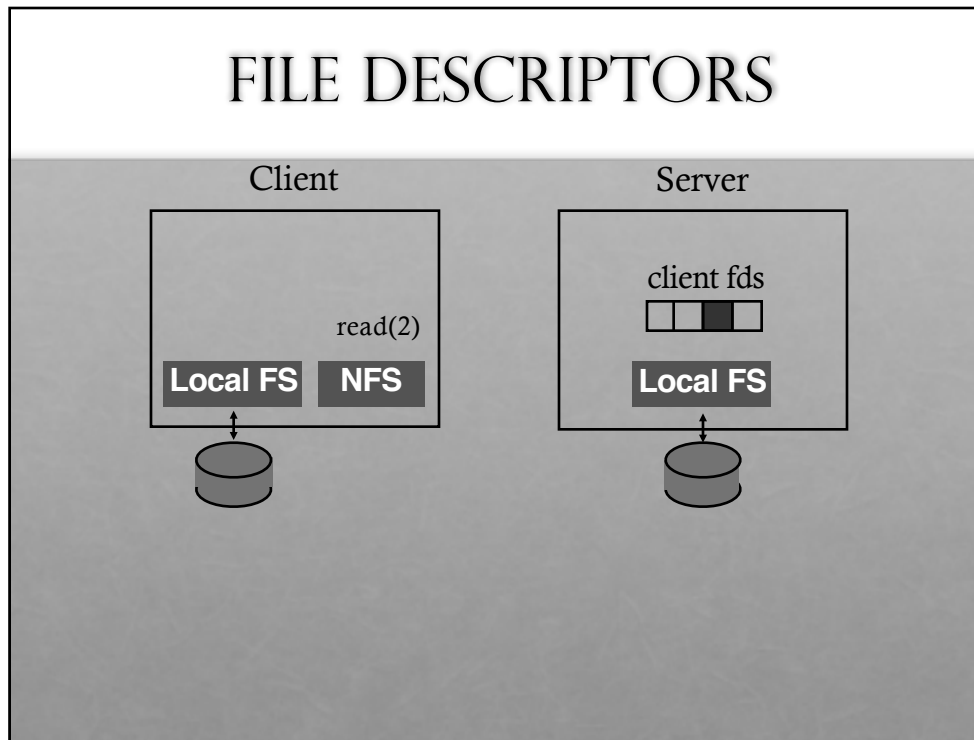 FILE DESCRIPTORS
Client
Server
client fds
read(2)
Local FS
NFS
Local FS